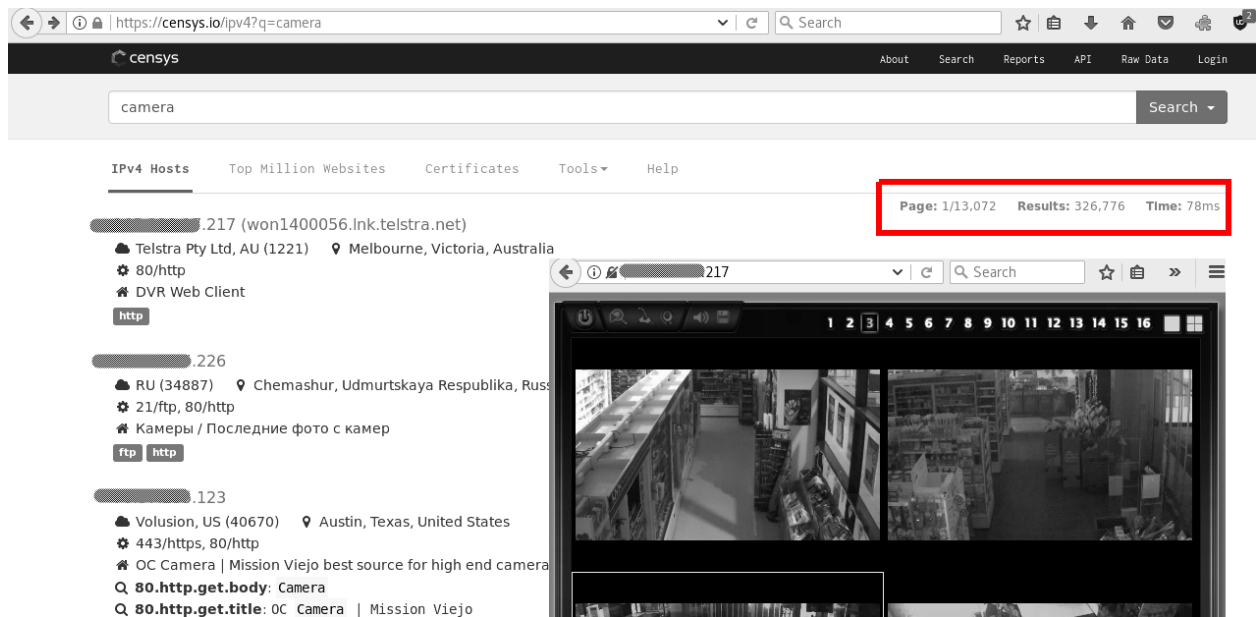 https://censys.io/ipv4?q=camera
Search
2
censys
About Search Reports API Raw Data Login
camera
Search
IPv4 Hosts Top Million Websites Certificates Tools Help
Page: 1/13,072 Results: 326,776 Time: 78ms
.217 (won1400056.lnk.telstra.net)
Telstra Pty Ltd, AU (1221) Melbourne, Victoria, Australia
80/http
DVR Web Client
http
.226
RU (34887) Chemashur, Udmurtskaya Respublika, Russ
21/ftp, 80/http
Камеры / Последние фото с камер
ftp http
.123
Volusion, US (40670) Austin, Texas, United States
443/https, 80/http
OC Camera | Mission Viejo best source for high end camera
80.http.get.body: Camera
80.http.get.title: OC Camera | Mission Viejo
217
Search
1 2 3 4 5 6 7 8 9 10 11 12 13 14 15 16